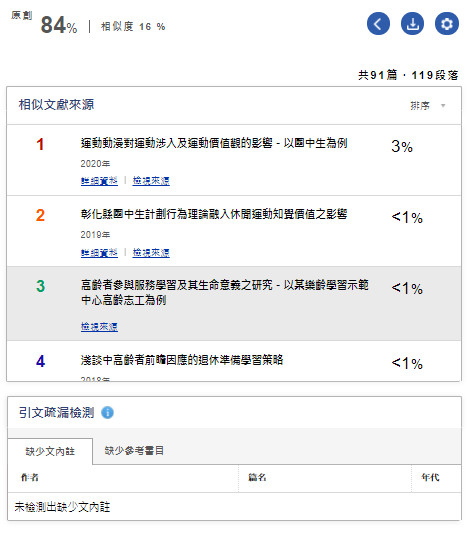 原創 84% | 相似度 16 %
共91篇，119段落
相似文獻來源 排序
1 運動動漫對運動涉入及運動價值觀的影響 - 以國中生為例 3%
2020年
詳細資料 | 檢視來源
2 彰化縣國中生計劃行為理論融入休閒運動知覺價值之影響 <1%
2019年
詳細資料 | 檢視來源
3 高齡者參與服務學習及其生命意義之研究 - 以某樂齡學習示範 <1%
中心高齡志工為例
檢視來源
4 淺談中高齡者前瞻因應的退休準備學習策略 <1%
2018年
引文疏漏檢測 i
缺少文內註 缺少參考書目
作者 篇名 年代
未檢測出缺少文內註